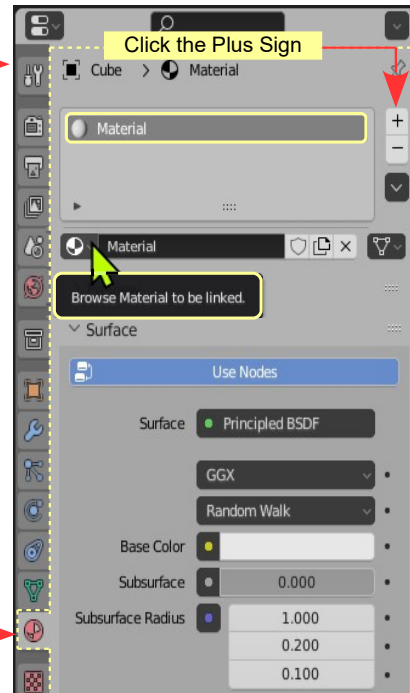 Click the Plus Sign
Cube > Material
Material
+
−
Material
Browse Material to be linked.
Surface
Use Nodes
Surface Principled BSDF
GGX
Random Walk
Base Color
Subsurface 0.000
Subsurface Radius 1.000
0.200
0.100